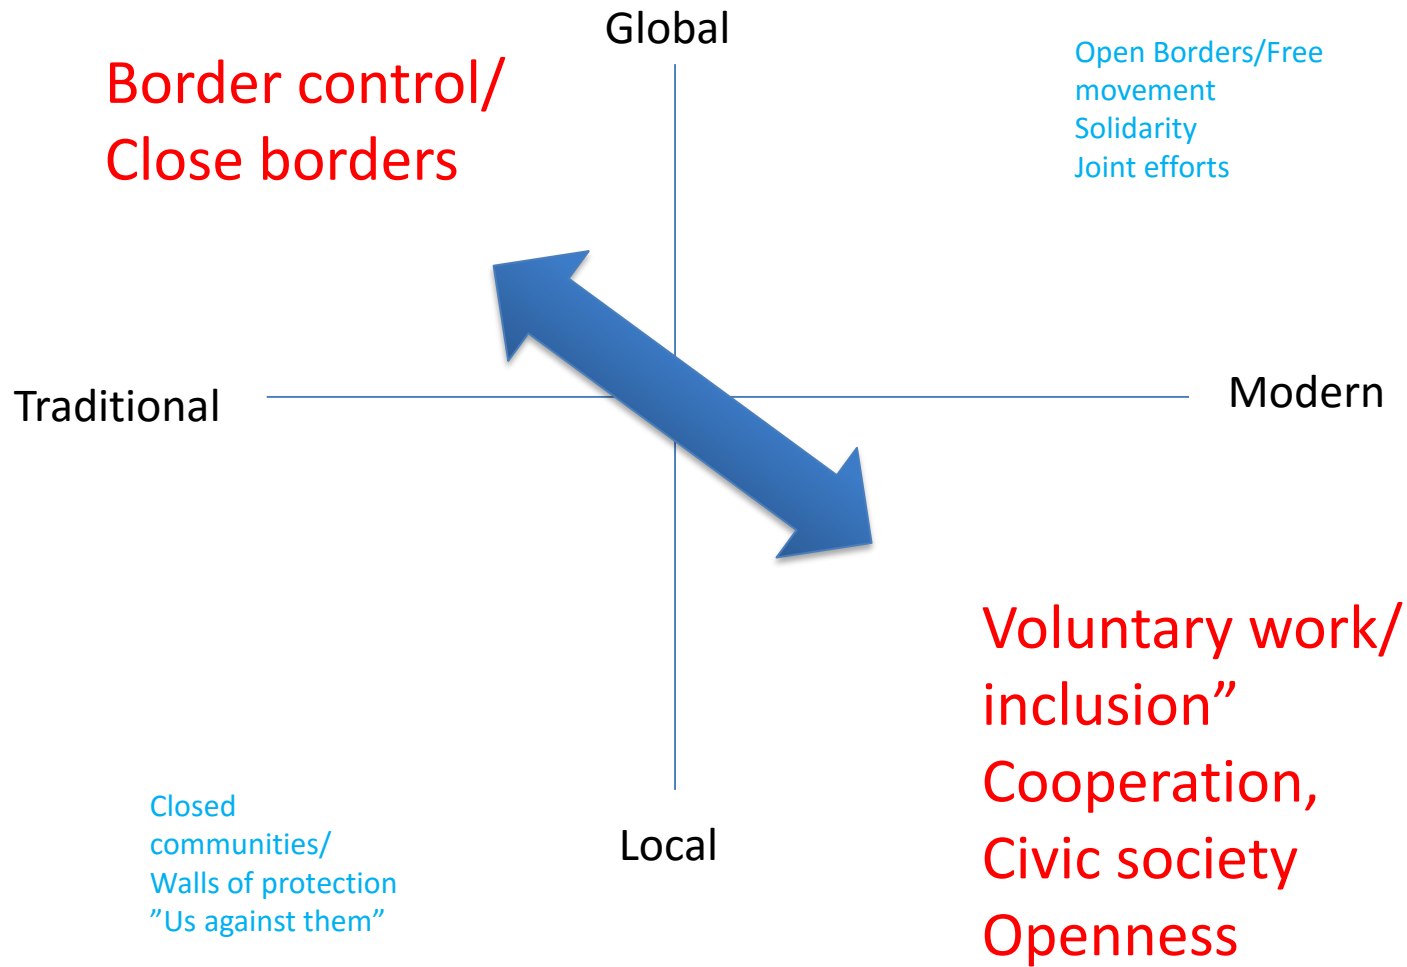 Global
Border control/
Close borders
Open Borders/Free
movement
Solidarity
Joint efforts
Traditional
Modern
Closed
communities/
Walls of protection
”Us against them”
Local
Voluntary work/
inclusion”
Cooperation,
Civic society
Openness